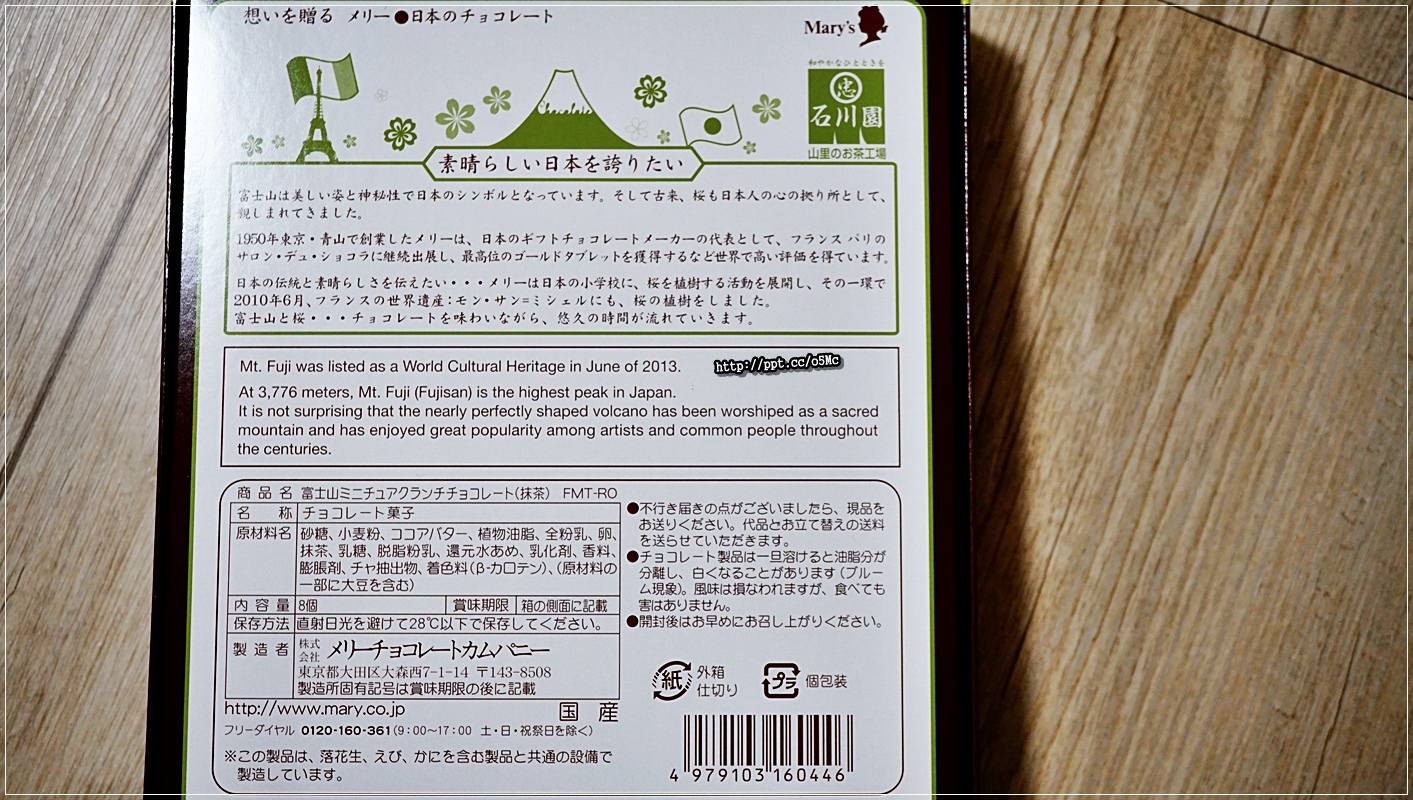 想いを贈る メリー●日本のチョコレート
Mary's
Chocolate
和やかなひとときを
忠
石川園
山里のお茶工場
素晴らしい日本を誇りたい
富士山は美しい姿と神秘性で日本のシンボルとなっています。そして古来、桜も日本人の心の拠り所として、
親しまれてきました。
1950年東京・青山で創業したメリーは、日本のギフトチョコレートメーカーの代表として、フランス パリの
サロン・デュ・ショコラに継続出展し、最高位のゴールドタブレットを獲得するなど世界で高い評価を得ています。
日本の伝統と素晴らしさを伝えたい・・・メリーは日本の小学校に、桜を植樹する活動を展開し、その一環で
2010年6月、フランスの世界遺産:モン・サン=ミシェルにも、桜の植樹をしました。
富士山と桜・・・チョコレートを味わいながら、悠久の時間が流れていきます。
Mt. Fuji was listed as a World Cultural Heritage in June of 2013.
http://ppt.cc/o5Mc
At 3,776 meters, Mt. Fuji (Fujisan) is the highest peak in Japan.
It is not surprising that the nearly perfectly shaped volcano has been worshiped as a sacred
mountain and has enjoyed great popularity among artists and common people throughout
the centuries.
商品名 富士山ミニチュアクランチチョコレート(抹茶) FMT-RO
名称 チョコレート菓子
原材料名 砂糖、小麦粉、ココアバター、植物油脂、全粉乳、卵、
抹茶、乳糖、脱脂粉乳、還元水あめ、乳化剤、香料、
膨脹剤、チャ抽出物、着色料(β-カロテン)、(原材料の
一部に大豆を含む)
内容量 8個 賞味期限 箱の側面に記載
保存方法 直射日光を避けて28℃以下で保存してください。
製造者 株式会社 メリーチョコレートカムパニー
東京都大田区大森西7-1-14 〒143-8508
製造所固有記号は賞味期限の後に記載
http://www.mary.co.jp 国産
フリーダイヤル 0120-160-361(9:00〜17:00 土・日・祝祭日を除く)
※この製品は、落花生、えび、かにを含む製品と共通の設備で
製造しています。
●不行き届きの点がございましたら、現品を
お送りください。代品とお立て替えの送料
を送らせていただきます。
●チョコレート製品は一旦溶けると油脂分が
分離し、白くなることがあります(ブルー
ム現象)。風味は損なわれますが、食べても
害はありません。
●開封後はお早めにお召し上がりください。
紙 外箱
仕切り
プラ 個包装
4 979103 160446